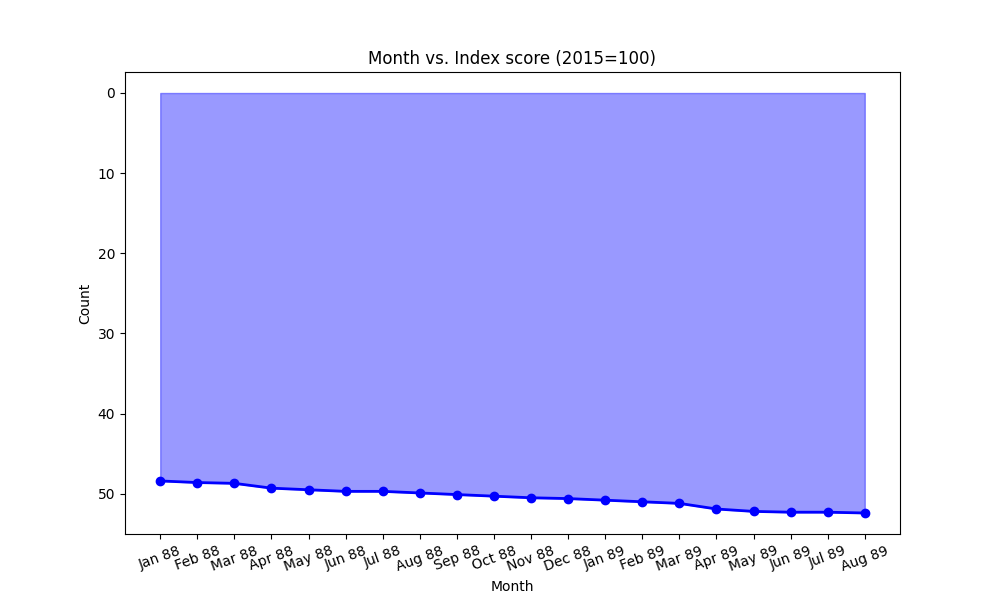 Month vs. Index score (2015=100)
0
10
20
30
40
50
Count
Jan 88 Feb 88 Mar 88 Apr 88 May 88 Jun 88 Jul 88 Aug 88 Sep 88 Oct 88 Nov 88 Dec 88 Jan 89 Feb 89 Mar 89 Apr 89 May 89 Jun 89 Jul 89 Aug 89
Month